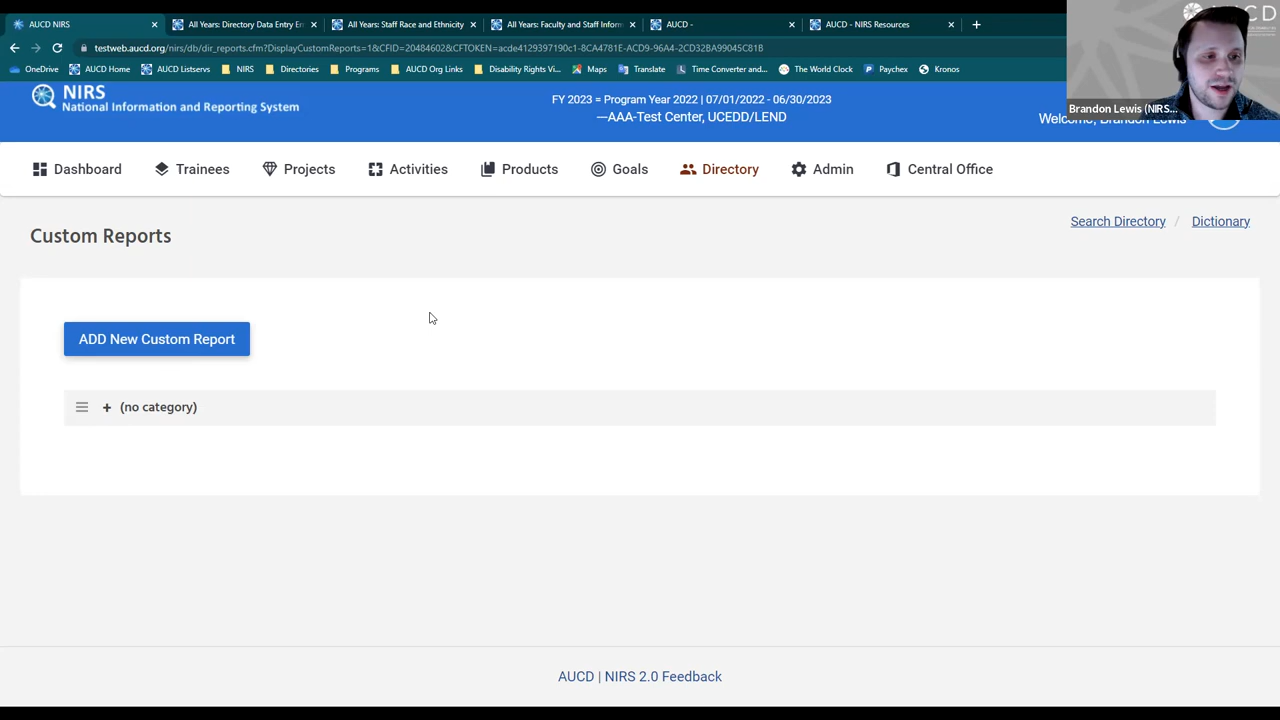 AUCD NIRS
All Years: Directory Data Entry En
All Years: Staff Race and Ethnicity
All Years: Faculty and Staff Inform
AUCD -
AUCD - NIRS Resources
testweb.aucd.org/nirs/db/dir_reports.cfm?DisplayCustomReports=1&CFID=20484602&CFTOKEN=acde4129397190c1-8CA4781E-ACD9-96A4-2CD32BA99045C81B
OneDrive
AUCD Home
AUCD Listservs
NIRS
Directories
Programs
AUCD Org Links
Disability Rights Vi...
Maps
Translate
Time Converter and...
The World Clock
Paychex
Kronos
Brandon Lewis (NIRS...
NIRS
National Information and Reporting System
FY 2023 = Program Year 2022 | 07/01/2022 - 06/30/2023
---AAA-Test Center, UCEDD/LEND
Welcome, Brandon Lewis
Dashboard
Trainees
Projects
Activities
Products
Goals
Directory
Admin
Central Office
Search Directory / Dictionary
Custom Reports
ADD New Custom Report
+ (no category)
AUCD | NIRS 2.0 Feedback